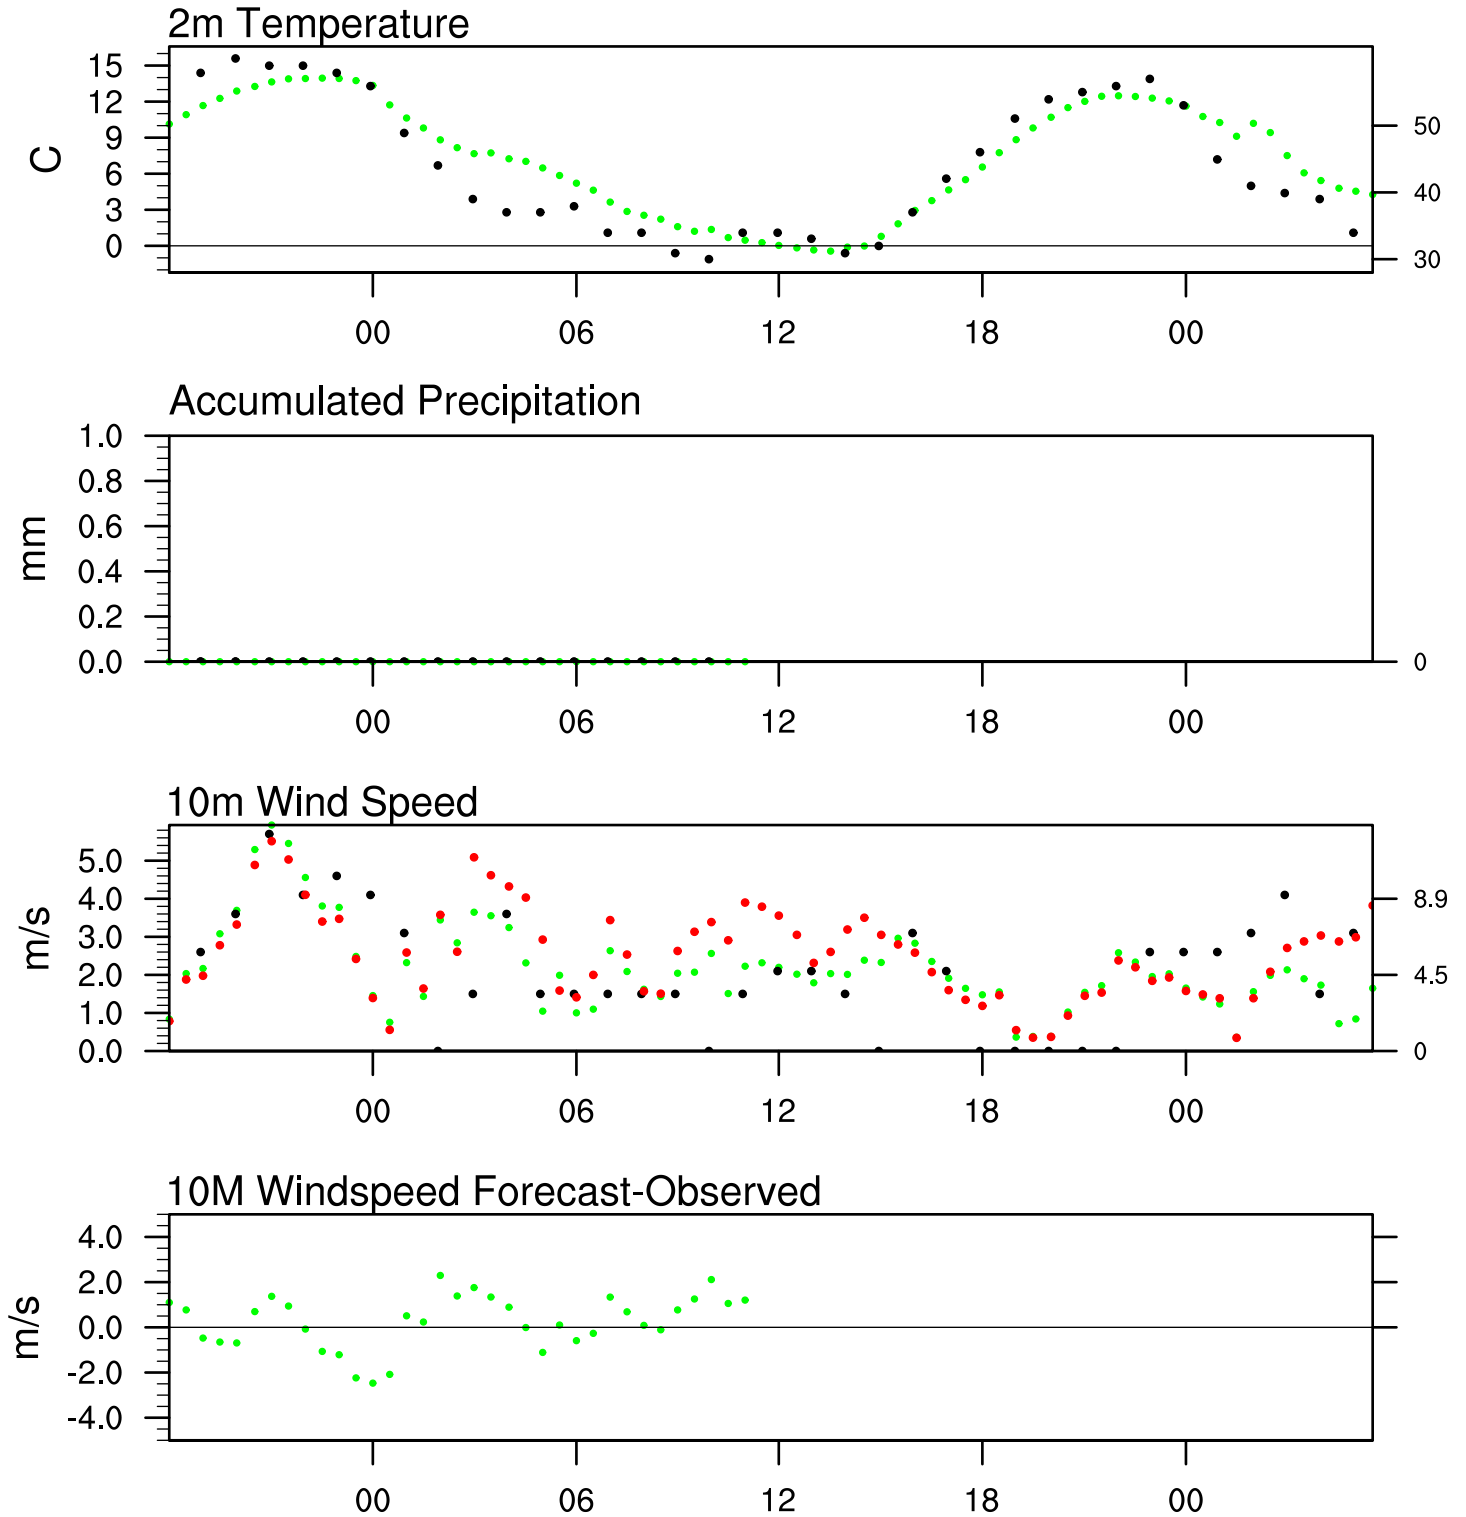 2m Temperature
15
12
9
6
3
0
C
50
40
30
00 06 12 18 00
Accumulated Precipitation
1.0
0.8
0.6
0.4
0.2
0.0
mm
0
00 06 12 18 00
10m Wind Speed
5.0
4.0
3.0
2.0
1.0
0.0
m/s
8.9
4.5
0
00 06 12 18 00
10M Windspeed Forecast-Observed
4.0
2.0
0.0
-2.0
-4.0
m/s
00 06 12 18 00